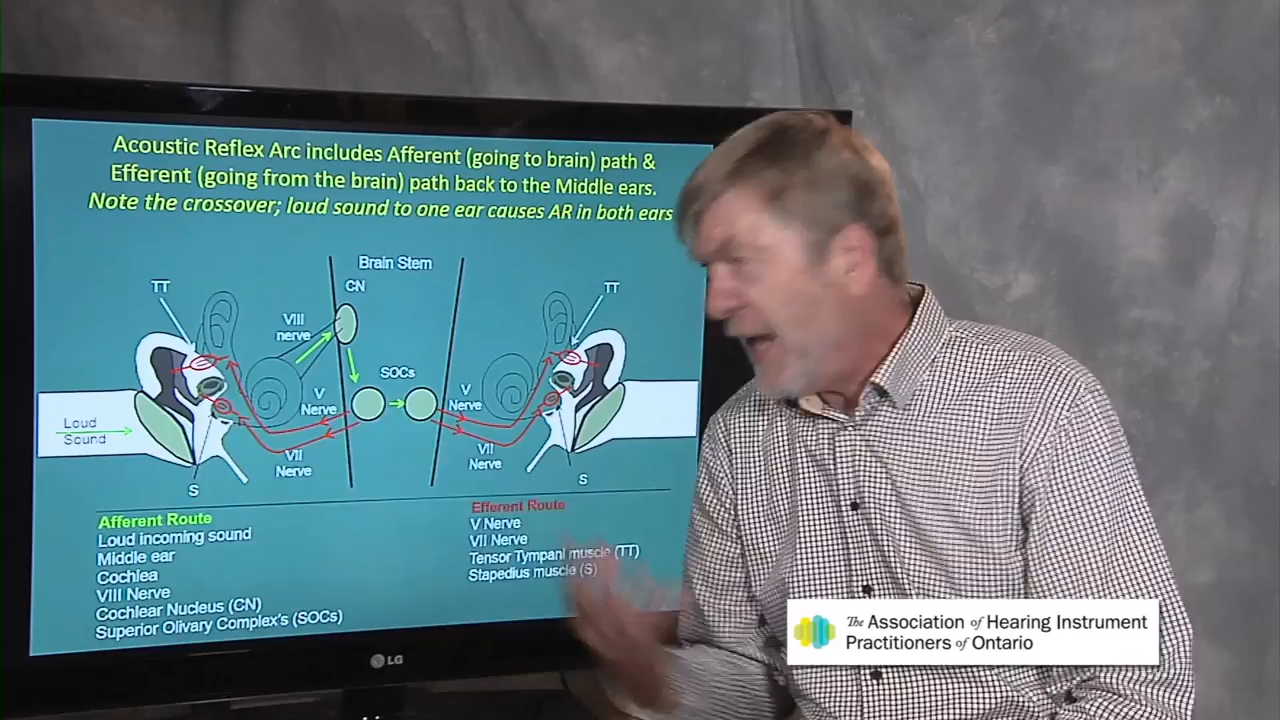 Acoustic Reflex Arc includes Afferent (going to brain) path &
Efferent (going from the brain) path back to the Middle ears.
Note the crossover; loud sound to one ear causes AR in both ears
Brain Stem
TT
CN
TT
VIII
nerve
SOCs
V
Nerve
V
Nerve
Loud
Sound
VII
Nerve
VII
Nerve
S
S
Afferent Route
Loud incoming sound
Middle ear
Cochlea
VIII Nerve
Cochlear Nucleus (CN)
Superior Olivary Complex's (SOCs)
Efferent Route
V Nerve
VII Nerve
Tensor Tympani muscle (TT)
Stapedius muscle (S)
The Association of Hearing Instrument
Practitioners of Ontario
LG